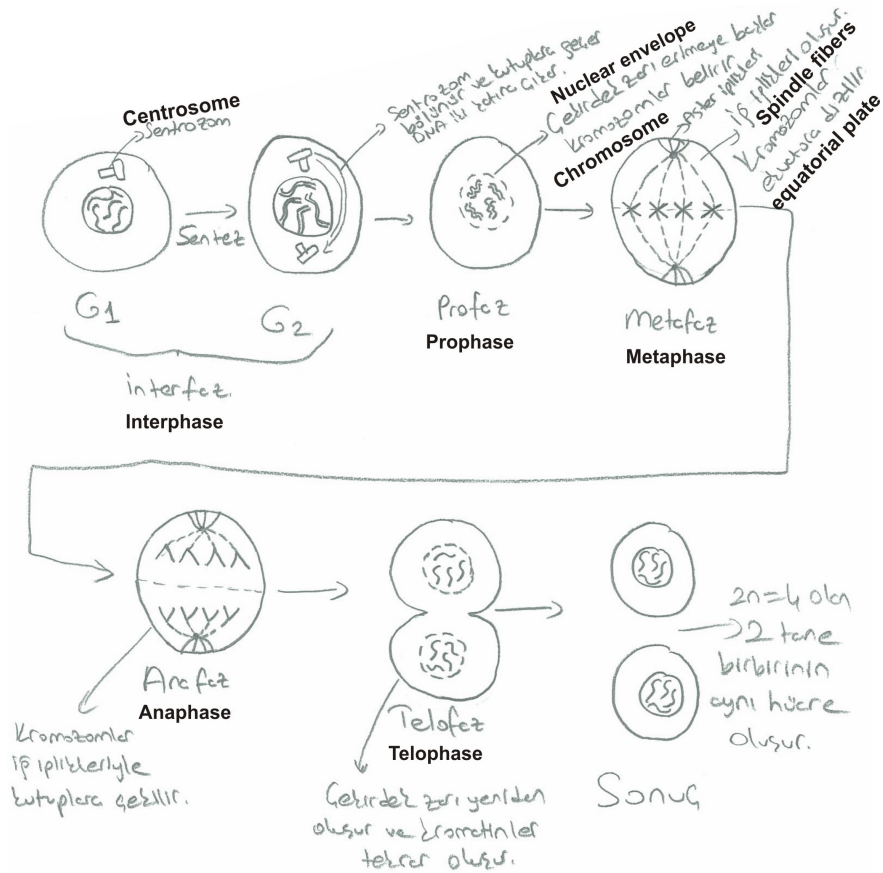 Centrosome
Sentrozom
Sentrozom
bölünür ve kutuplara geçer
DNA iki katına çıkar.
Nuclear envelope
Çekirdek zarı erilmeye başlar
kromozomlar belirir
Chromosome
Aster iplikleri
iğ iplikleri oluşur.
Spindle fibers
Kromozomlar
ekvatora dizilir
equatorial plate
Sentez
G1
G2
interfaz.
Interphase
Profaz
Prophase
Metafaz
Metaphase
Anafaz
Anaphase
Kromozomlar
iğ iplikleriyle
kutuplara çekilir.
Telofaz
Telophase
Çekirdek zarı yeniden
oluşur ve kromatinler
tekrar oluşur.
2n=4 olan
2 tane
birbirinin
aynı hücre
oluşur.
Sonuç